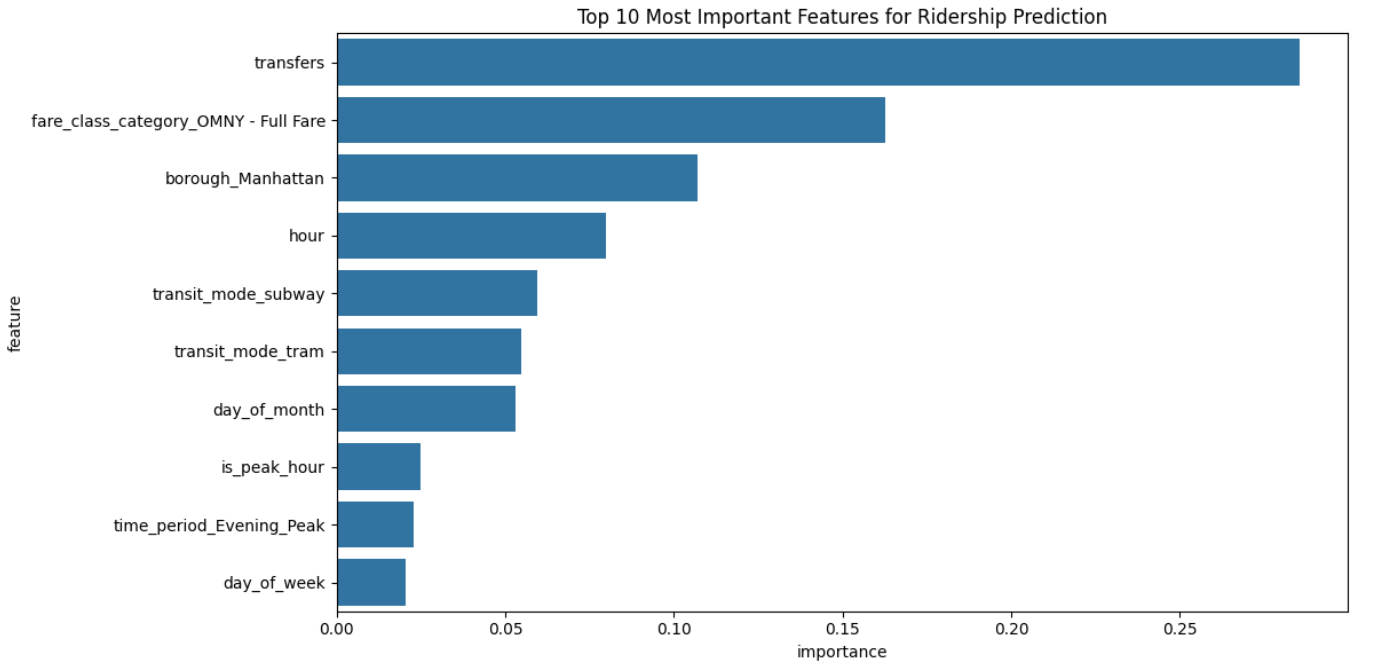 Top 10 Most Important Features for Ridership Prediction
feature
transfers
fare_class_category_OMNY - Full Fare
borough_Manhattan
hour
transit_mode_subway
transit_mode_tram
day_of_month
is_peak_hour
time_period_Evening_Peak
day_of_week
0.00 0.05 0.10 0.15 0.20 0.25
importance